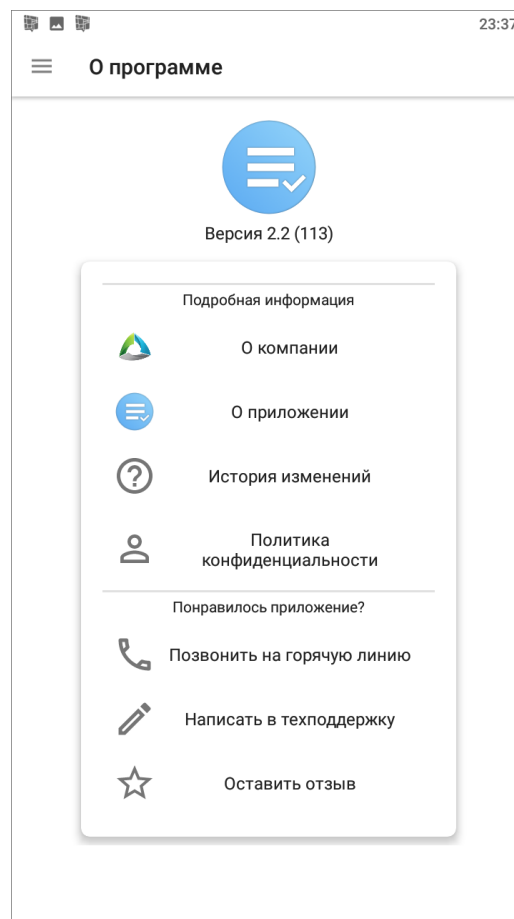 23:37
О программе
Версия 2.2 (113)
Подробная информация
О компании
О приложении
История изменений
Политика
конфиденциальности
Понравилось приложение?
Позвонить на горячую линию
Написать в техподдержку
Оставить отзыв